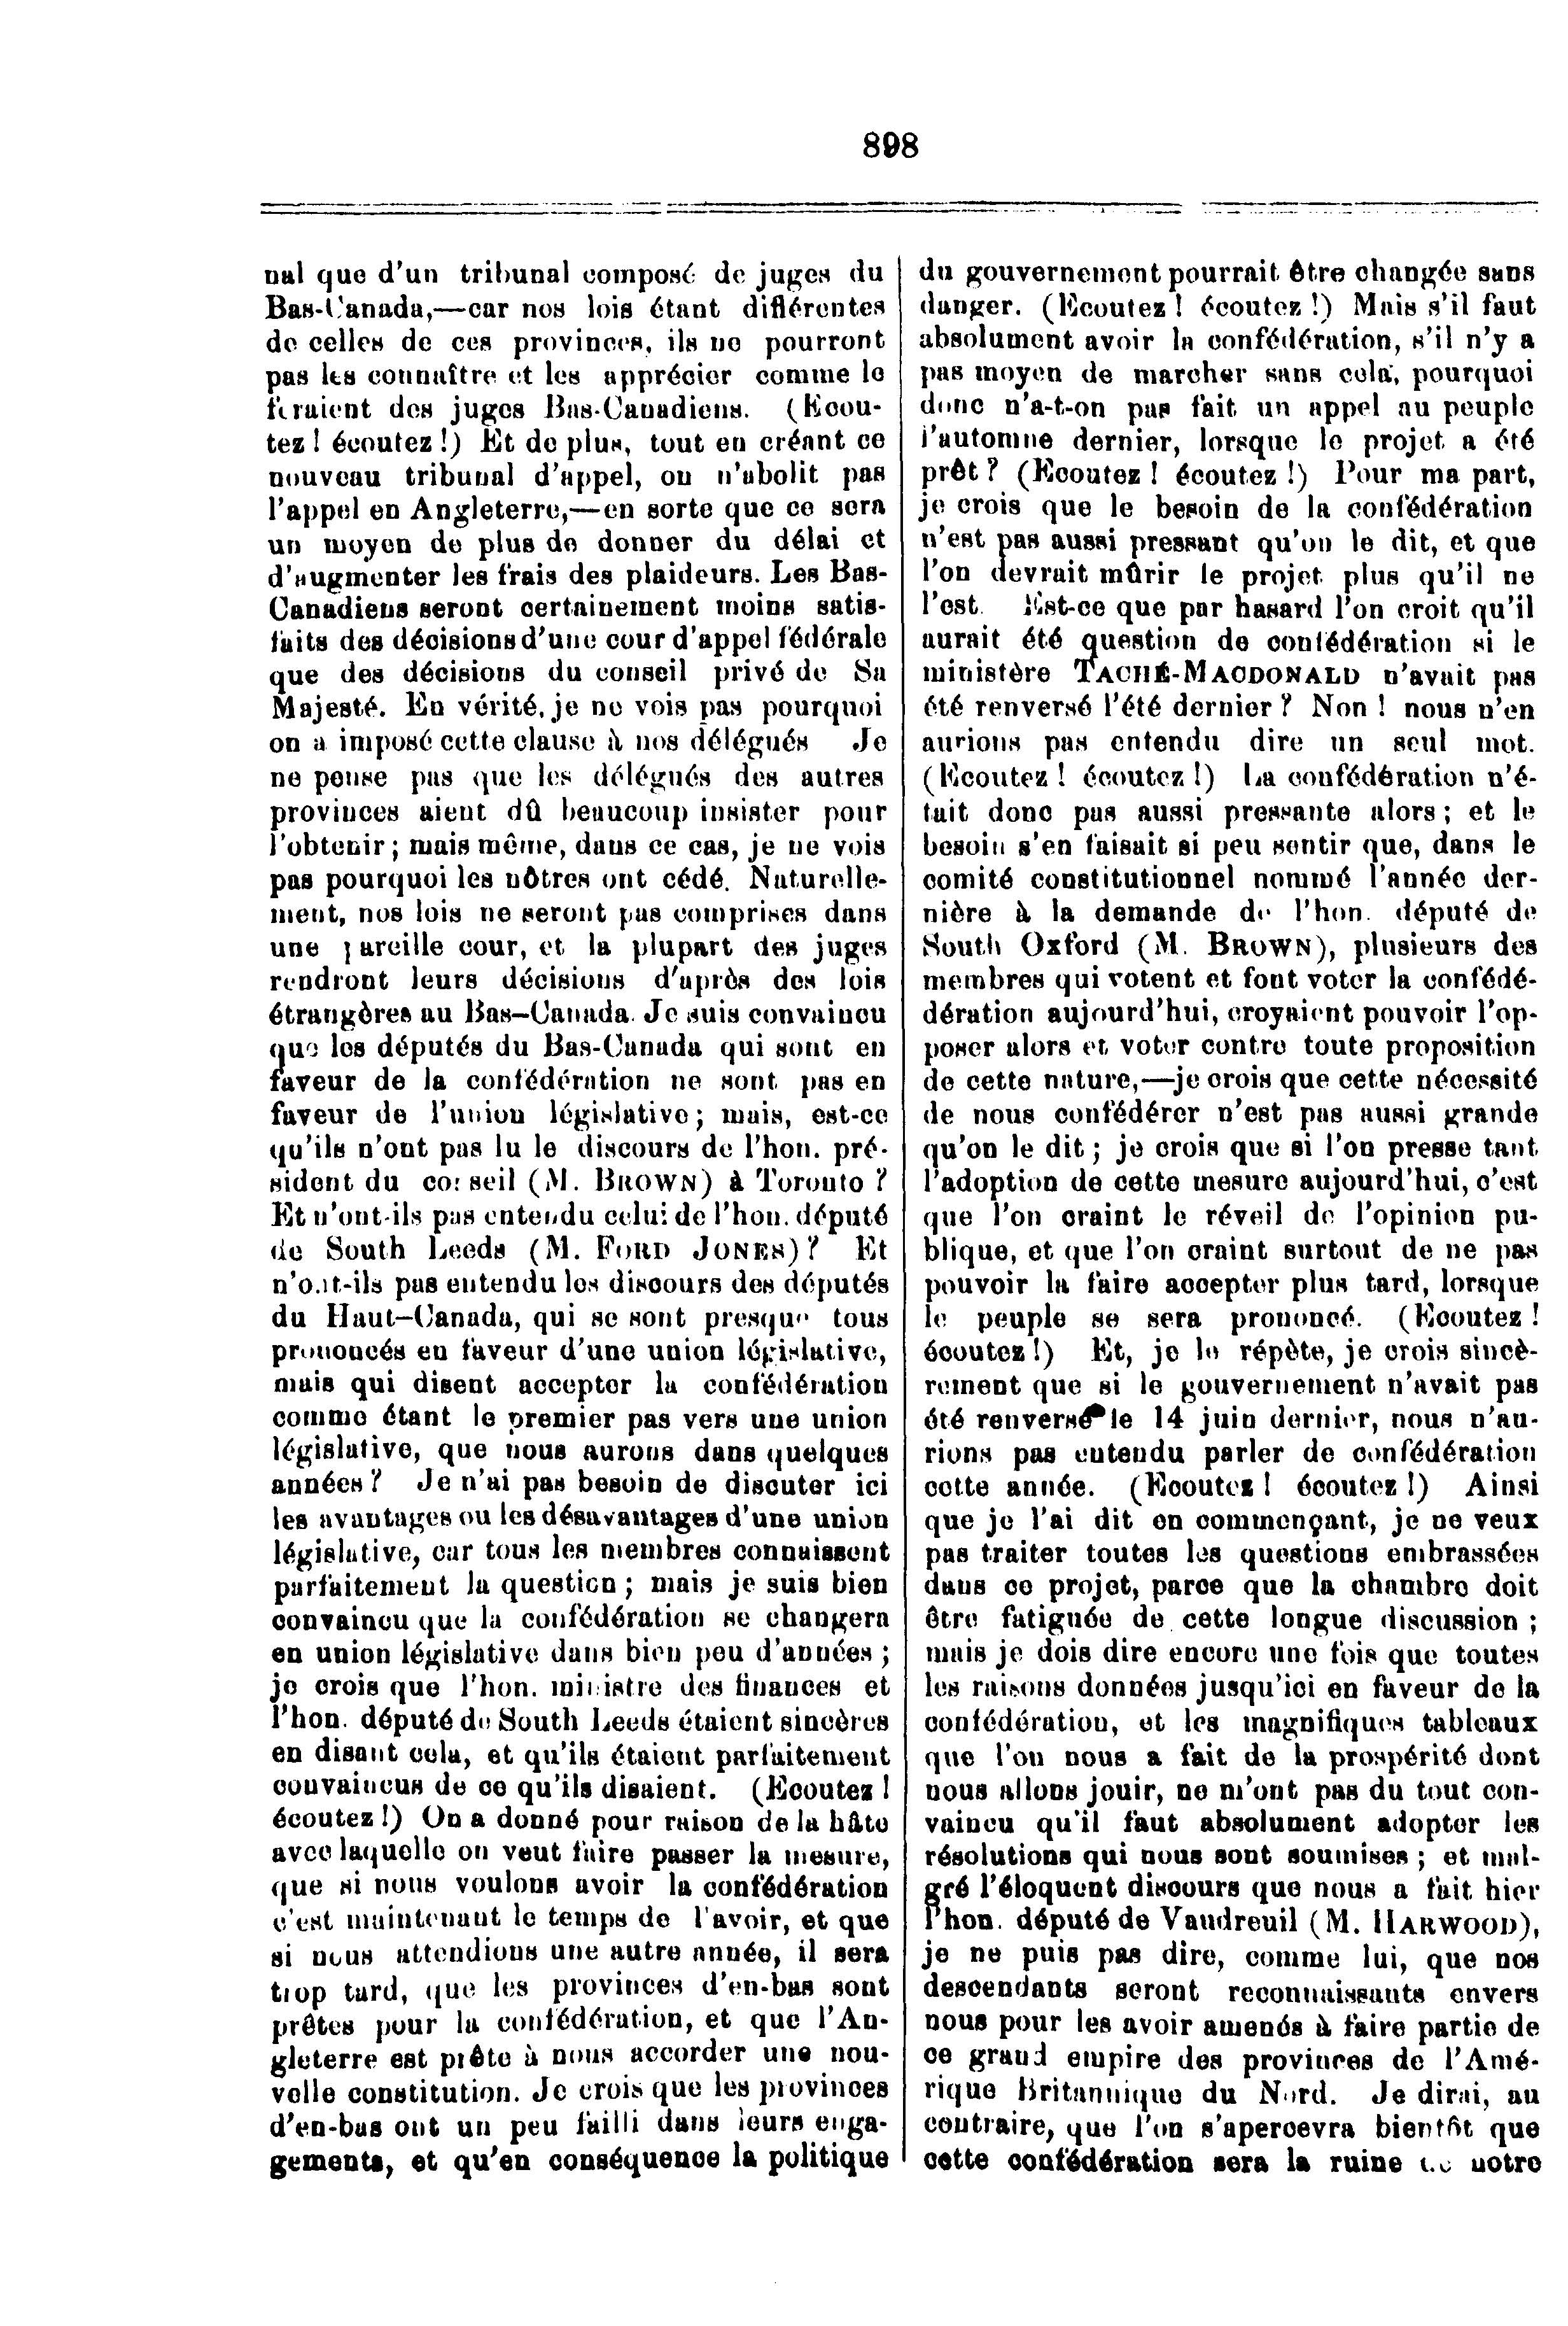 898
nal que d'un tribunal composé de juges du
Bas-Canada,—car nos lois étant différentes
de celles de ces provinces, ils ne pourront
pas les connaître et les apprécier comme le
feraient des juges Bas-Canadiens. (Ecou-
tez ! écoutez !) Et de plus, tout en créant ce
nouveau tribunal d'appel, on n'abolit pas
l'appel en Angleterre,—en sorte que ce sera
un moyen de plus de donner du délai et
d'augmenter les frais des plaideurs. Les Bas-
Canadiens seront certainement moins satis-
faits des décisions d'une cour d'appel fédérale
que des décisions du conseil privé de Sa
Majesté. En vérité, je ne vois pas pourquoi
on a imposé cette clause à nos délégués Je
ne pense pas que les délégués des autres
provinces aient dû beaucoup insister pour
l'obtenir ; mais même, dans ce cas, je ne vois
pas pourquoi les nôtres ont cédé. Naturelle-
ment, nos lois ne seront pas comprises dans
une pareille cour, et la plupart des juges
rendront leurs décisions d'après des lois
étrangères au Bas-Canada. Je suis convaincu
que les députés du Bas-Canada qui sont en
faveur de la confédération ne sont pas en
faveur de l'union législative ; mais, est-ce
qu'ils n'ont pas lu le discours de l'hon. pré-
sident du conseil (M. BROWN) à Toronto ?
Et n'ont-ils pas entendu celui de l'hon. député
de South Leeds (M. FORD JONES) ? Et
n'ont-ils pas entendu les discours des députés
du Haut-Canada, qui se sont presque tous
prononcés en faveur d'une union législative,
mais qui disent accepter la confédération
comme étant le premier pas vers une union
législative, que nous aurons dans quelques
années ? Je n'ai pas besoin de discuter ici
les avantages ou les désavantages d'une union
législative, car tous les membres connaissent
parfaitement la question ; mais je suis bien
convaincu que la confédération se changera
en union législative dans bien peu d'années ;
je crois que l'hon. ministre des finances et
l'hon. député de South Leeds étaient sincères
en disant cela, et qu'ils étaient parfaitement
convaincus de ce qu'ils disaient. (Ecoutez !
écoutez !) On a donné pour raison de la hâte
avec laquelle on veut faire passer la mesure,
que si nous voulons avoir la confédération
c'est maintenant le temps de l'avoir, et que
si nous attendions une autre année, il sera
trop tard, que les provinces d'en-bas sont
prêtes pour la confédération, et que l'An-
gleterre est prête à nous accorder une nou-
velle constitution. Je crois que les provinces
d'en-bas ont un peu failli dans leurs enga-
gements, et qu'en conséquence la politique
du gouvernement pourrait être changée sans
danger. (Ecoutez ! écoutez !) Mais s'il faut
absolument avoir la confédération, s'il n'y a
pas moyen de marcher sans cela, pourquoi
donc n'a-t-on pas fait un appel au peuple
l'automne dernier, lorsque le projet a été
prêt ? (Ecoutez ! écoutez !) Pour ma part,
je crois que le besoin de la confédération
n'est pas aussi pressant qu'on le dit, et que
l'on devrait mûrir le projet plus qu'il ne
l'est. Est-ce que par hasard l'on croit qu'il
aurait été question de confédération si le
ministère TACHÉ-MACDONALD n'avait pas
été renversé l'été dernier ? Non ! nous n'en
aurions pas entendu dire un seul mot.
(Ecoutez ! écoutez !) La confédération n'é-
tait donc pas aussi pressante alors ; et le
besoin s'en faisait si peu sentir que, dans le
comité constitutionnel nommé l'année der-
nière à la demande de l'hon. député de
South Oxford (M. BROWN), plusieurs des
membres qui votent et font voter la confédé-
dération aujourd'hui, croyaient pouvoir l'op-
poser alors et voter contre toute proposition
de cette nature,—je crois que cette nécessité
de nous confédérer n'est pas aussi grande
qu'on le dit ; je crois que si l'on presse tant
l'adoption de cette mesure aujourd'hui, c'est
que l'on craint le réveil de l'opinion pu-
blique, et que l'on craint surtout de ne pas
pouvoir la faire accepter plus tard, lorsque
le peuple se sera prononcé. (Ecoutez !
écoutez !) Et, je le répète, je crois sincè-
rement que si le gouvernement n'avait pas
été renversé le 14 juin dernier, nous n'au-
rions pas entendu parler de confédération
cette année. (Ecoutez ! écoutez !) Ainsi
que je l'ai dit en commençant, je ne veux
pas traiter toutes les questions embrassées
dans ce projet, parce que la chambre doit
être fatiguée de cette longue discussion ;
mais je dois dire encore une fois que toutes
les raisons données jusqu'ici en faveur de la
confédération, et les magnifiques tableaux
que l'on nous a fait de la prospérité dont
nous allons jouir, ne m'ont pas du tout con-
vaincu qu'il faut absolument adopter les
résolutions qui nous sont soumises ; et mal-
gré l'éloquent discours que nous a fait hier
l'hon. député de Vaudreuil (M. HARWOOD),
je ne puis pas dire, comme lui, que nos
descendants seront reconnaissants envers
nous pour les avoir amenés à faire partie de
ce grand empire des provinces de l'Amé-
rique Britannique du Nord. Je dirai, au
contraire, que l'on s'apercevra bientôt que
cette confédération sera la ruine de notre